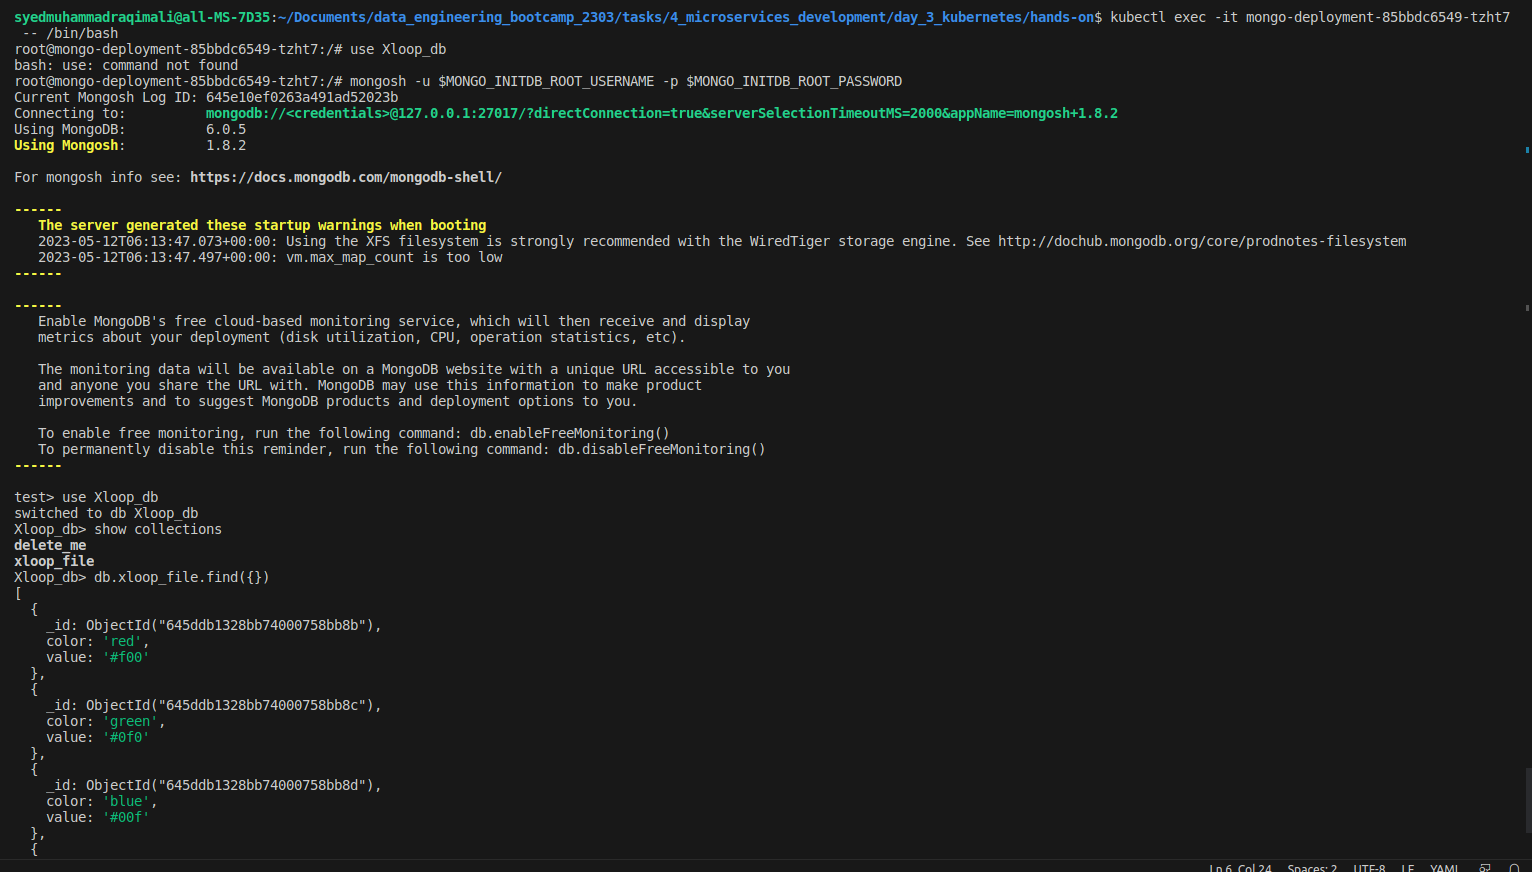 syedmuhammadraqimali@all-MS-7D35:~/Documents/data_engineering_bootcamp_2303/tasks/4_microservices_development/day_3_kubernetes/hands-on$ kubectl exec -it mongo-deployment-85bbdc6549-tzht7
 -- /bin/bash
root@mongo-deployment-85bbdc6549-tzht7:/# use Xloop_db
bash: use: command not found
root@mongo-deployment-85bbdc6549-tzht7:/# mongosh -u $MONGO_INITDB_ROOT_USERNAME -p $MONGO_INITDB_ROOT_PASSWORD
Current Mongosh Log ID: 645e10ef0263a491ad52023b
Connecting to:          mongodb://<credentials>@127.0.0.1:27017/?directConnection=true&serverSelectionTimeoutMS=2000&appName=mongosh+1.8.2
Using MongoDB:          6.0.5
Using Mongosh:          1.8.2
For mongosh info see: https://docs.mongodb.com/mongodb-shell/
------
   The server generated these startup warnings when booting
   2023-05-12T06:13:47.073+00:00: Using the XFS filesystem is strongly recommended with the WiredTiger storage engine. See http://dochub.mongodb.org/core/prodnotes-filesystem
   2023-05-12T06:13:47.497+00:00: vm.max_map_count is too low
------
------
   Enable MongoDB's free cloud-based monitoring service, which will then receive and display
   metrics about your deployment (disk utilization, CPU, operation statistics, etc).
   The monitoring data will be available on a MongoDB website with a unique URL accessible to you
   and anyone you share the URL with. MongoDB may use this information to make product
   improvements and to suggest MongoDB products and deployment options to you.
   To enable free monitoring, run the following command: db.enableFreeMonitoring()
   To permanently disable this reminder, run the following command: db.disableFreeMonitoring()
------
test> use Xloop_db
switched to db Xloop_db
Xloop_db> show collections
delete_me
xloop_file
Xloop_db> db.xloop_file.find({})
[
  {
    _id: ObjectId("645ddb1328bb74000758bb8b"),
    color: 'red',
    value: '#f00'
  },
  {
    _id: ObjectId("645ddb1328bb74000758bb8c"),
    color: 'green',
    value: '#0f0'
  },
  {
    _id: ObjectId("645ddb1328bb74000758bb8d"),
    color: 'blue',
    value: '#00f'
  },
  {
Ln 6, Col 24 Spaces: 2 UTF-8 LF YAML